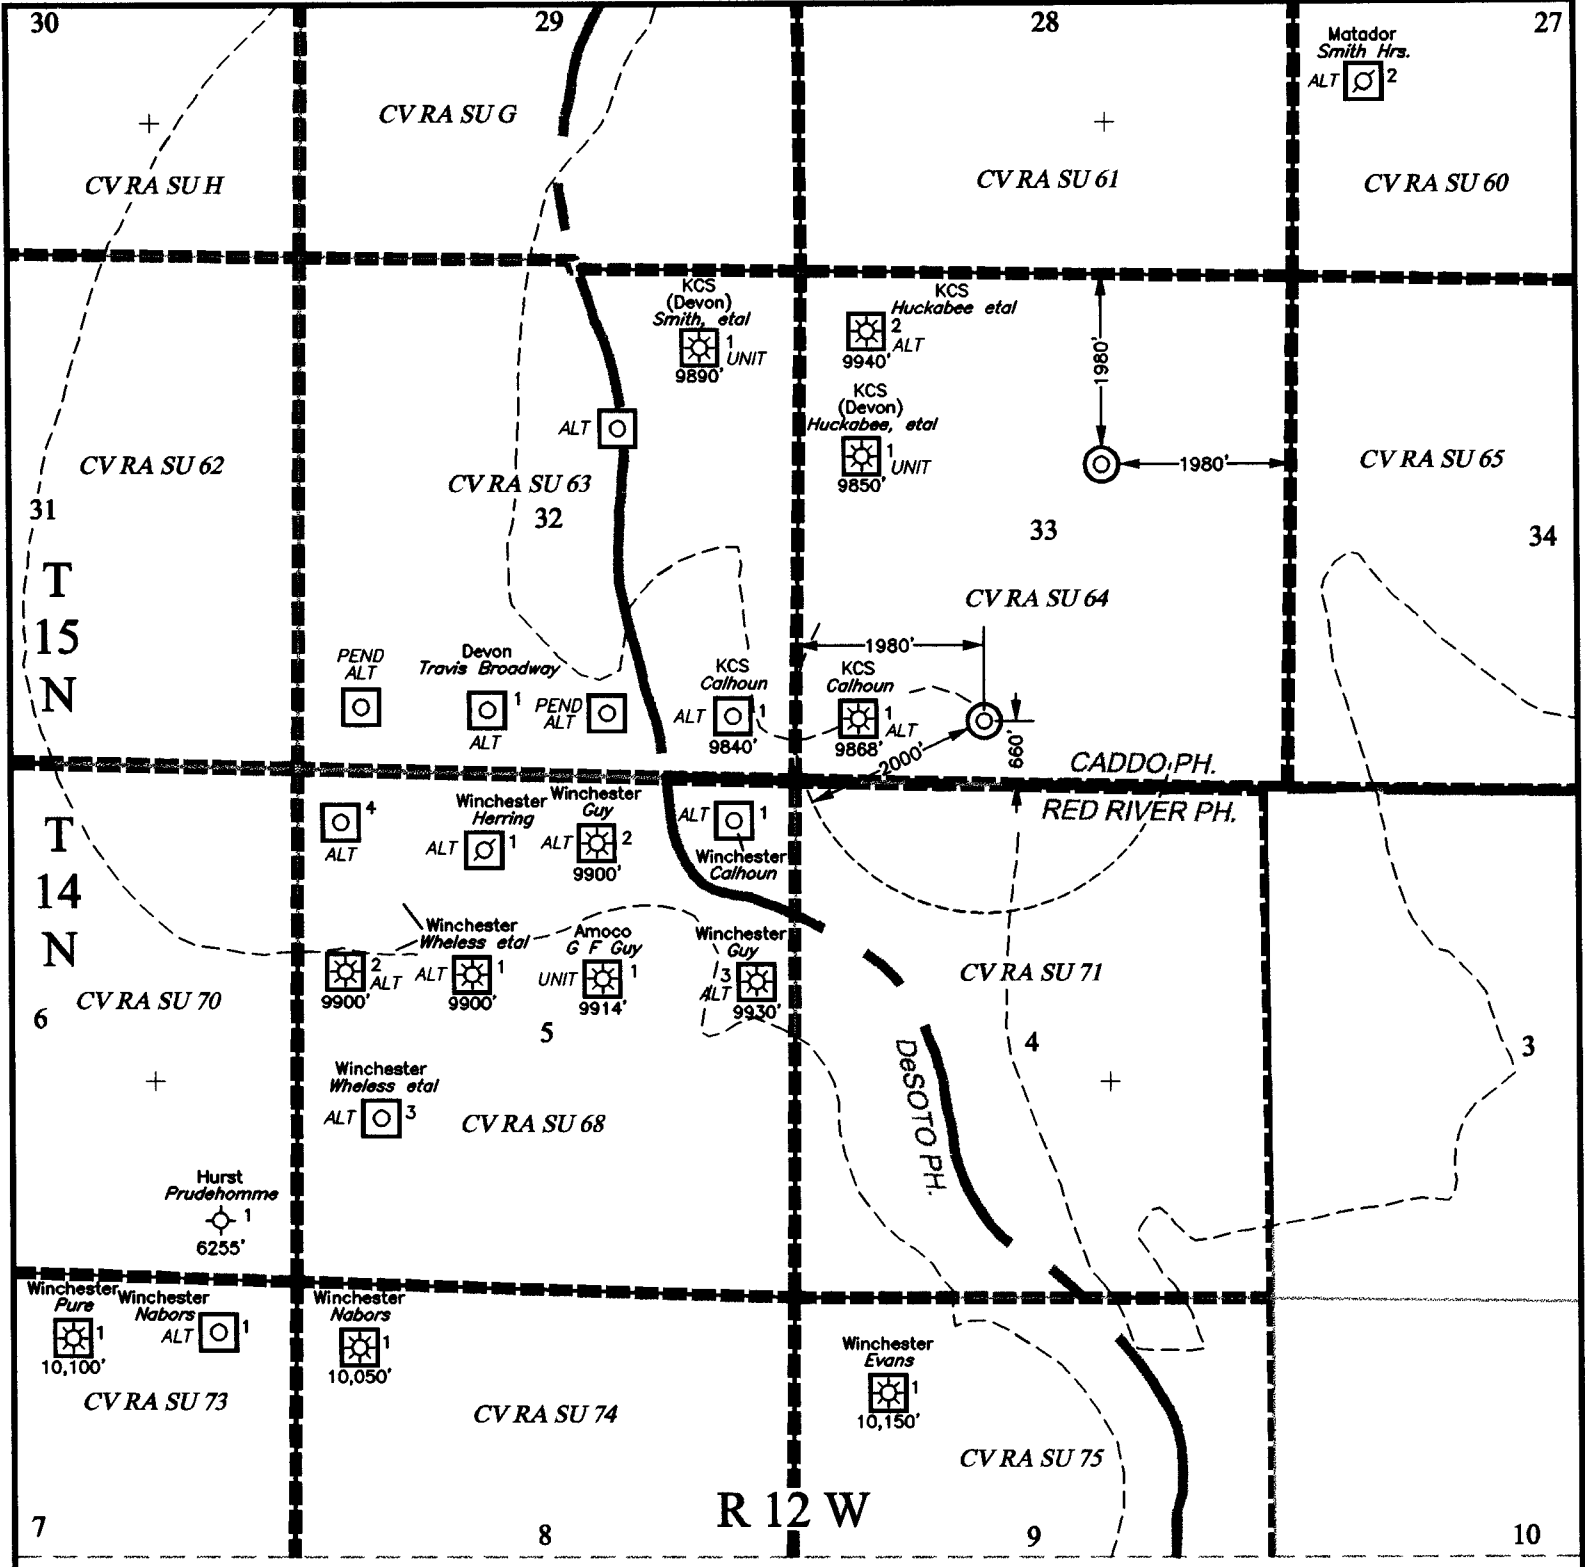 30
29
28
27
Matador
Smith Hrs.
ALT
2
CV RA SU G
CV RA SU H
CV RA SU 61
CV RA SU 60
KCS
(Devon)
Smith, etal
1
UNIT
9890'
KCS
Huckabee etal
2
ALT
9940'
1980'
KCS
(Devon)
Huckabee, etal
1
UNIT
9850'
1980'
ALT
CV RA SU 62
CV RA SU 63
CV RA SU 65
31
32
33
34
T
15
N
CV RA SU 64
1980'
PEND
ALT
Devon
Travis Broadway
1
ALT
PEND
ALT
KCS
Calhoun
ALT
1
9840'
KCS
Calhoun
1
ALT
9868'
2000'
660'
CADDO PH.
RED RIVER PH.
T
14
N
4
ALT
Winchester
Herring
ALT
1
Winchester
Guy
ALT
2
9900'
ALT
1
Winchester
Calhoun
2
ALT
9900'
Winchester
Wheless etal
ALT
1
9900'
Amoco
G F Guy
UNIT
1
9914'
Winchester
Guy
3
ALT
9930'
CV RA SU 71
CV RA SU 70
6
5
4
3
DeSOTO PH.
Winchester
Wheless etal
ALT
3
CV RA SU 68
Hurst
Prudehomme
1
6255'
Winchester
Pure
1
10,100'
Winchester
Nabors
ALT
1
Winchester
Nabors
1
10,050'
Winchester
Evans
1
10,150'
CV RA SU 73
CV RA SU 74
CV RA SU 75
R 12 W
7
8
9
10